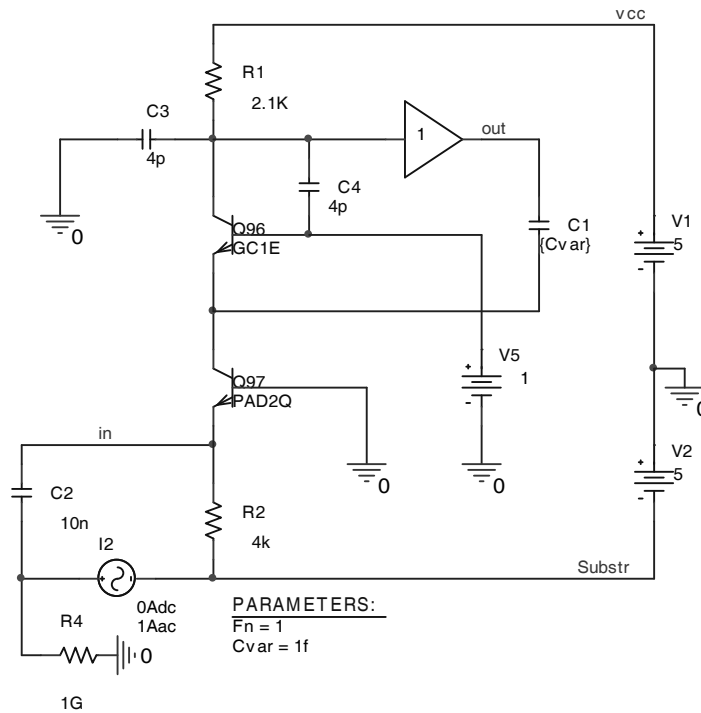 vcc
R1
2.1K
C3
4p
1
out
C4
4p
C1
{Cvar}
0
Q96
GC1E
V1
5
V5
1
Q97
PAD2Q
0
in
V2
5
0
0
C2
10n
R2
4k
I2
Substr
0Adc
1Aac
R4
0
1G
PARAMETERS:
Fn = 1
Cvar = 1f